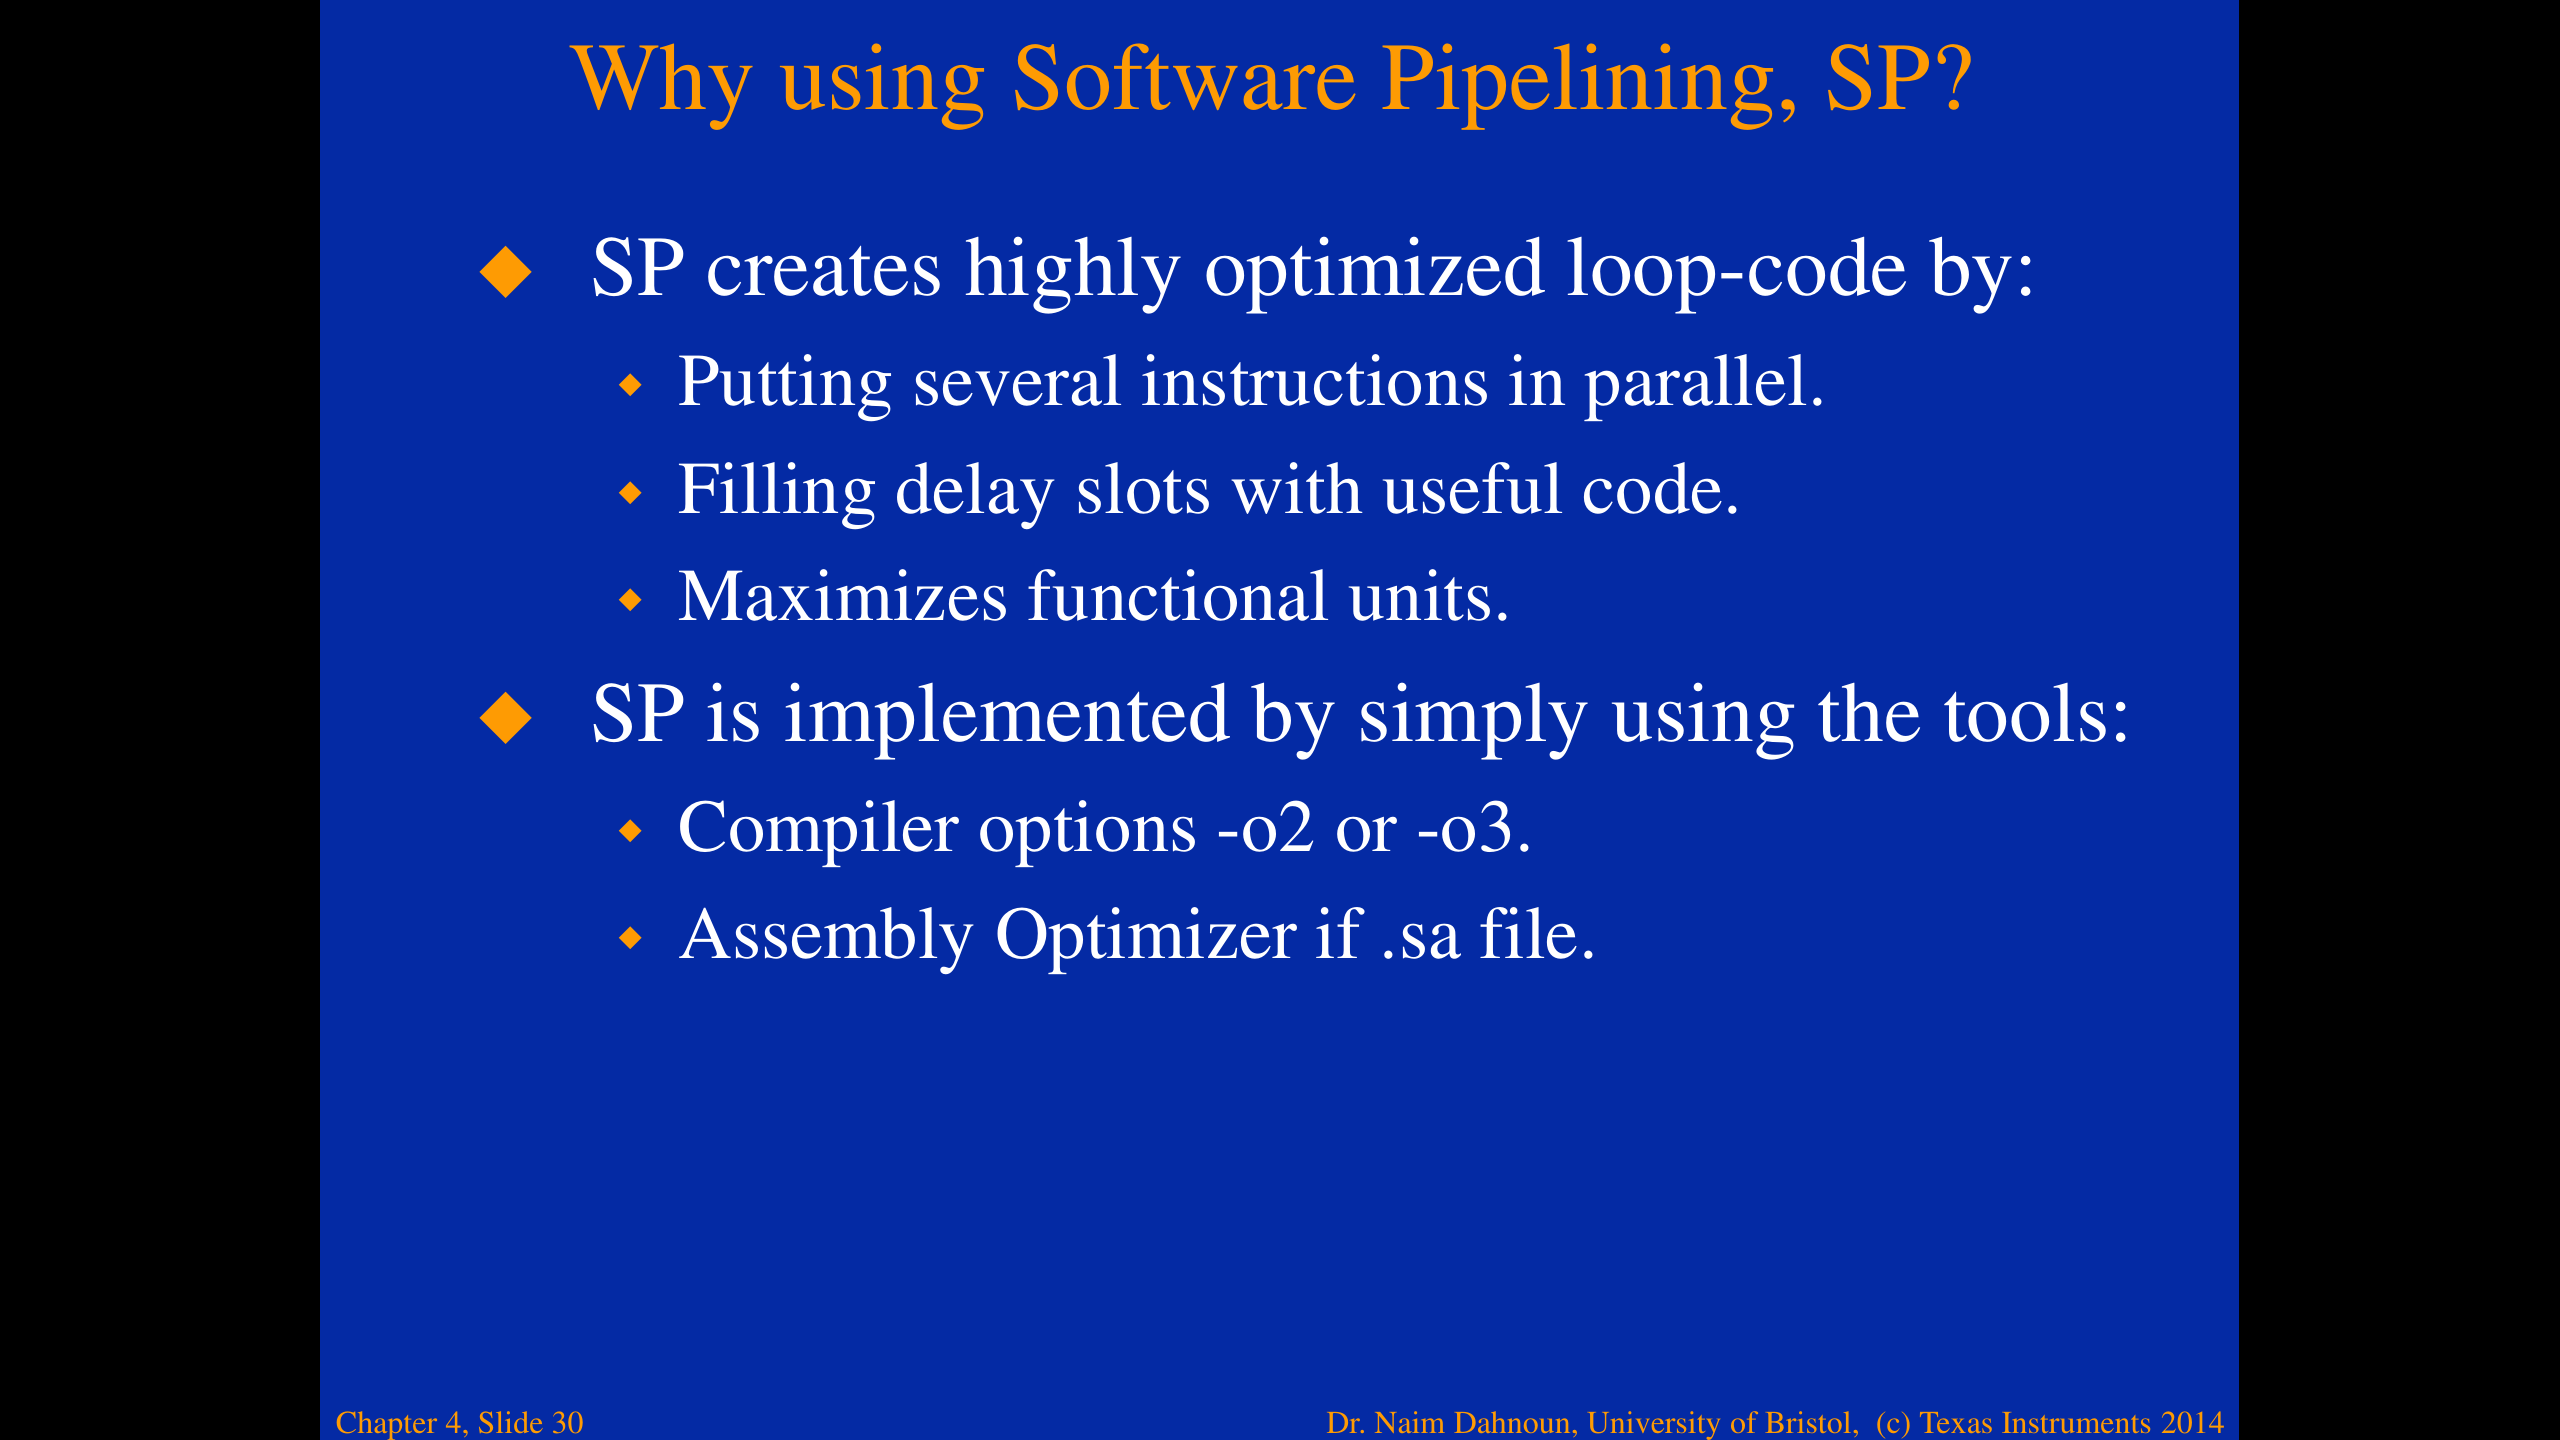 Why using Software Pipelining, SP?
SP creates highly optimized loop-code by:
Putting several instructions in parallel.
Filling delay slots with useful code.
Maximizes functional units.
SP is implemented by simply using the tools:
Compiler options -o2 or -o3.
Assembly Optimizer if .sa file.
Chapter 4, Slide 30
Dr. Naim Dahnoun, University of Bristol,  (c) Texas Instruments 2014